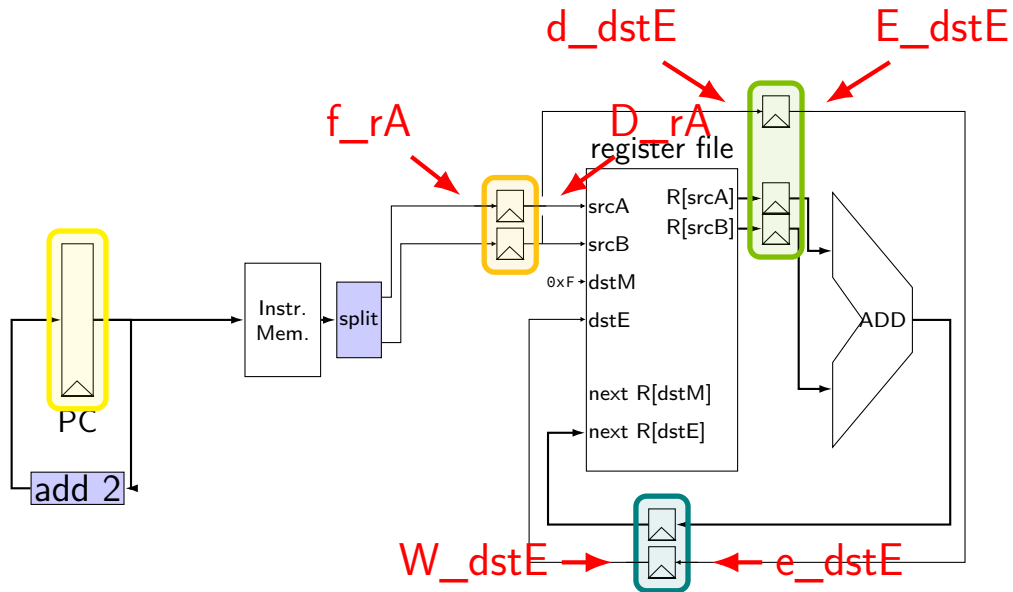 d_dstE
E_dstE
f_rA
D_rA
register file
srcA
R[srcA]
R[srcB]
srcB
0xF
dstM
Instr.
Mem.
split
dstE
ADD
next R[dstM]
PC
next R[dstE]
add 2
W_dstE
e_dstE